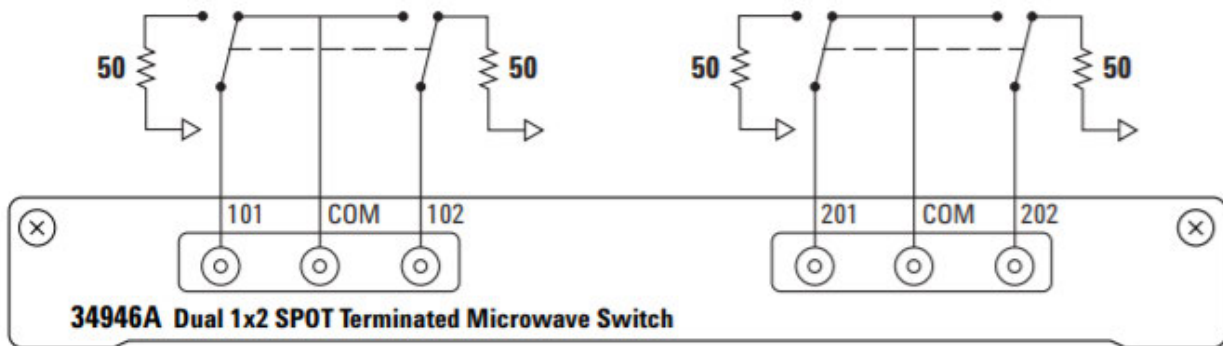 50 50 50 50
101 COM 102 201 COM 202
34946A Dual 1x2 SPOT Terminated Microwave Switch